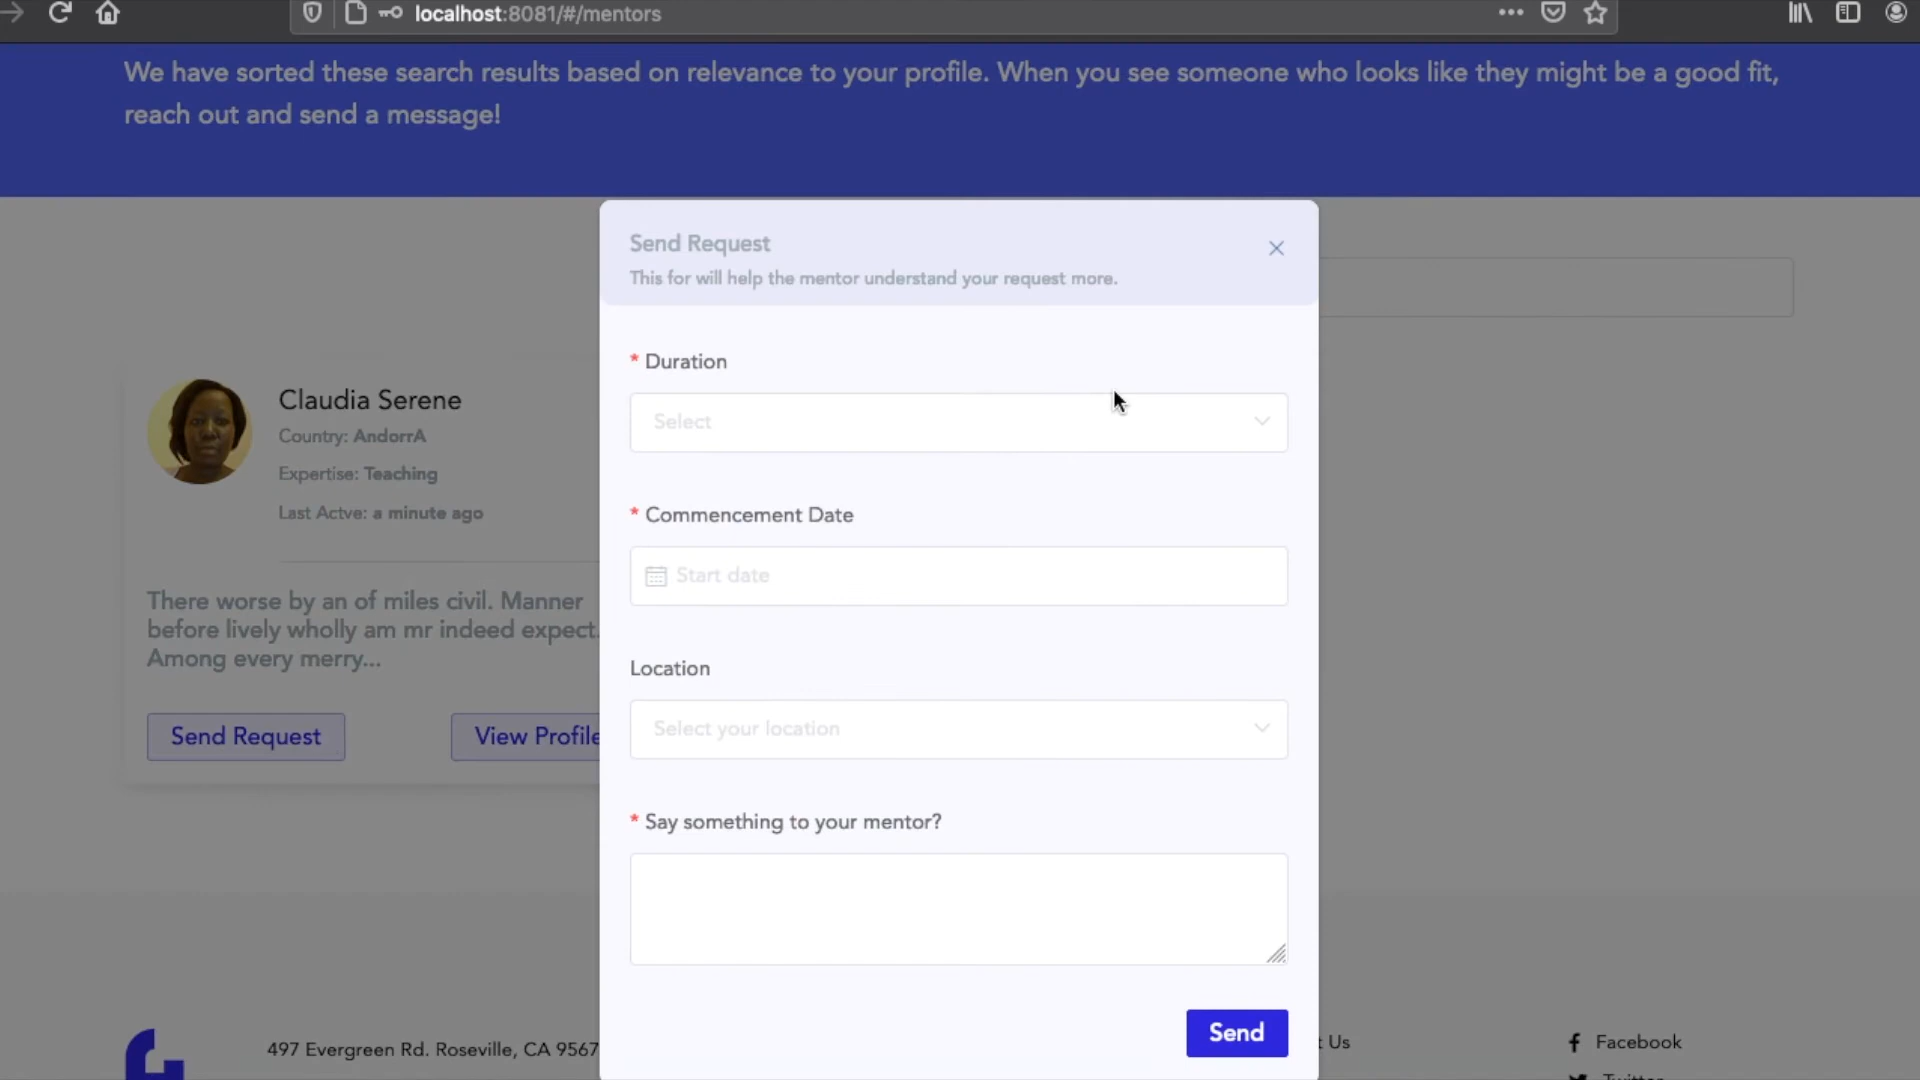 localhost:8081/#/mentors
We have sorted these search results based on relevance to your profile. When you see someone who looks like they might be a good fit,
reach out and send a message!
Send Request
This for will help the mentor understand your request more.
* Duration
Select
* Commencement Date
Start date
Location
Select your location
* Say something to your mentor?
Send
Claudia Serene
Country: AndorrA
Expertise: Teaching
Last Actve: a minute ago
There worse by an of miles civil. Manner
before lively wholly am mr indeed expect.
Among every merry...
Send Request
View Profile
497 Evergreen Rd. Roseville, CA 9567
t Us
Facebook
Twitter